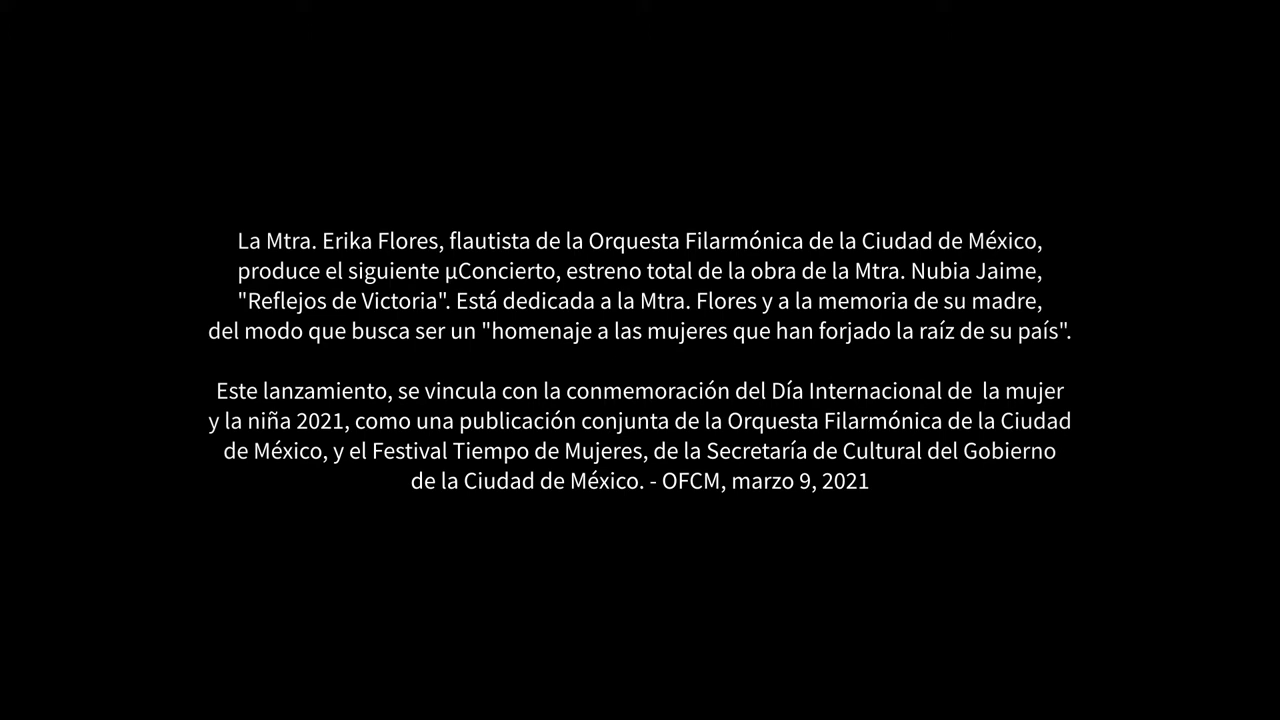 La Mtra. Erika Flores, flautista de la Orquesta Filarmónica de la Ciudad de México,
produce el siguiente µConcierto, estreno total de la obra de la Mtra. Nubia Jaime,
"Reflejos de Victoria". Está dedicada a la Mtra. Flores y a la memoria de su madre,
del modo que busca ser un "homenaje a las mujeres que han forjado la raíz de su país".
Este lanzamiento, se vincula con la conmemoración del Día Internacional de  la mujer
y la niña 2021, como una publicación conjunta de la Orquesta Filarmónica de la Ciudad
de México, y el Festival Tiempo de Mujeres, de la Secretaría de Cultural del Gobierno
de la Ciudad de México. - OFCM, marzo 9, 2021